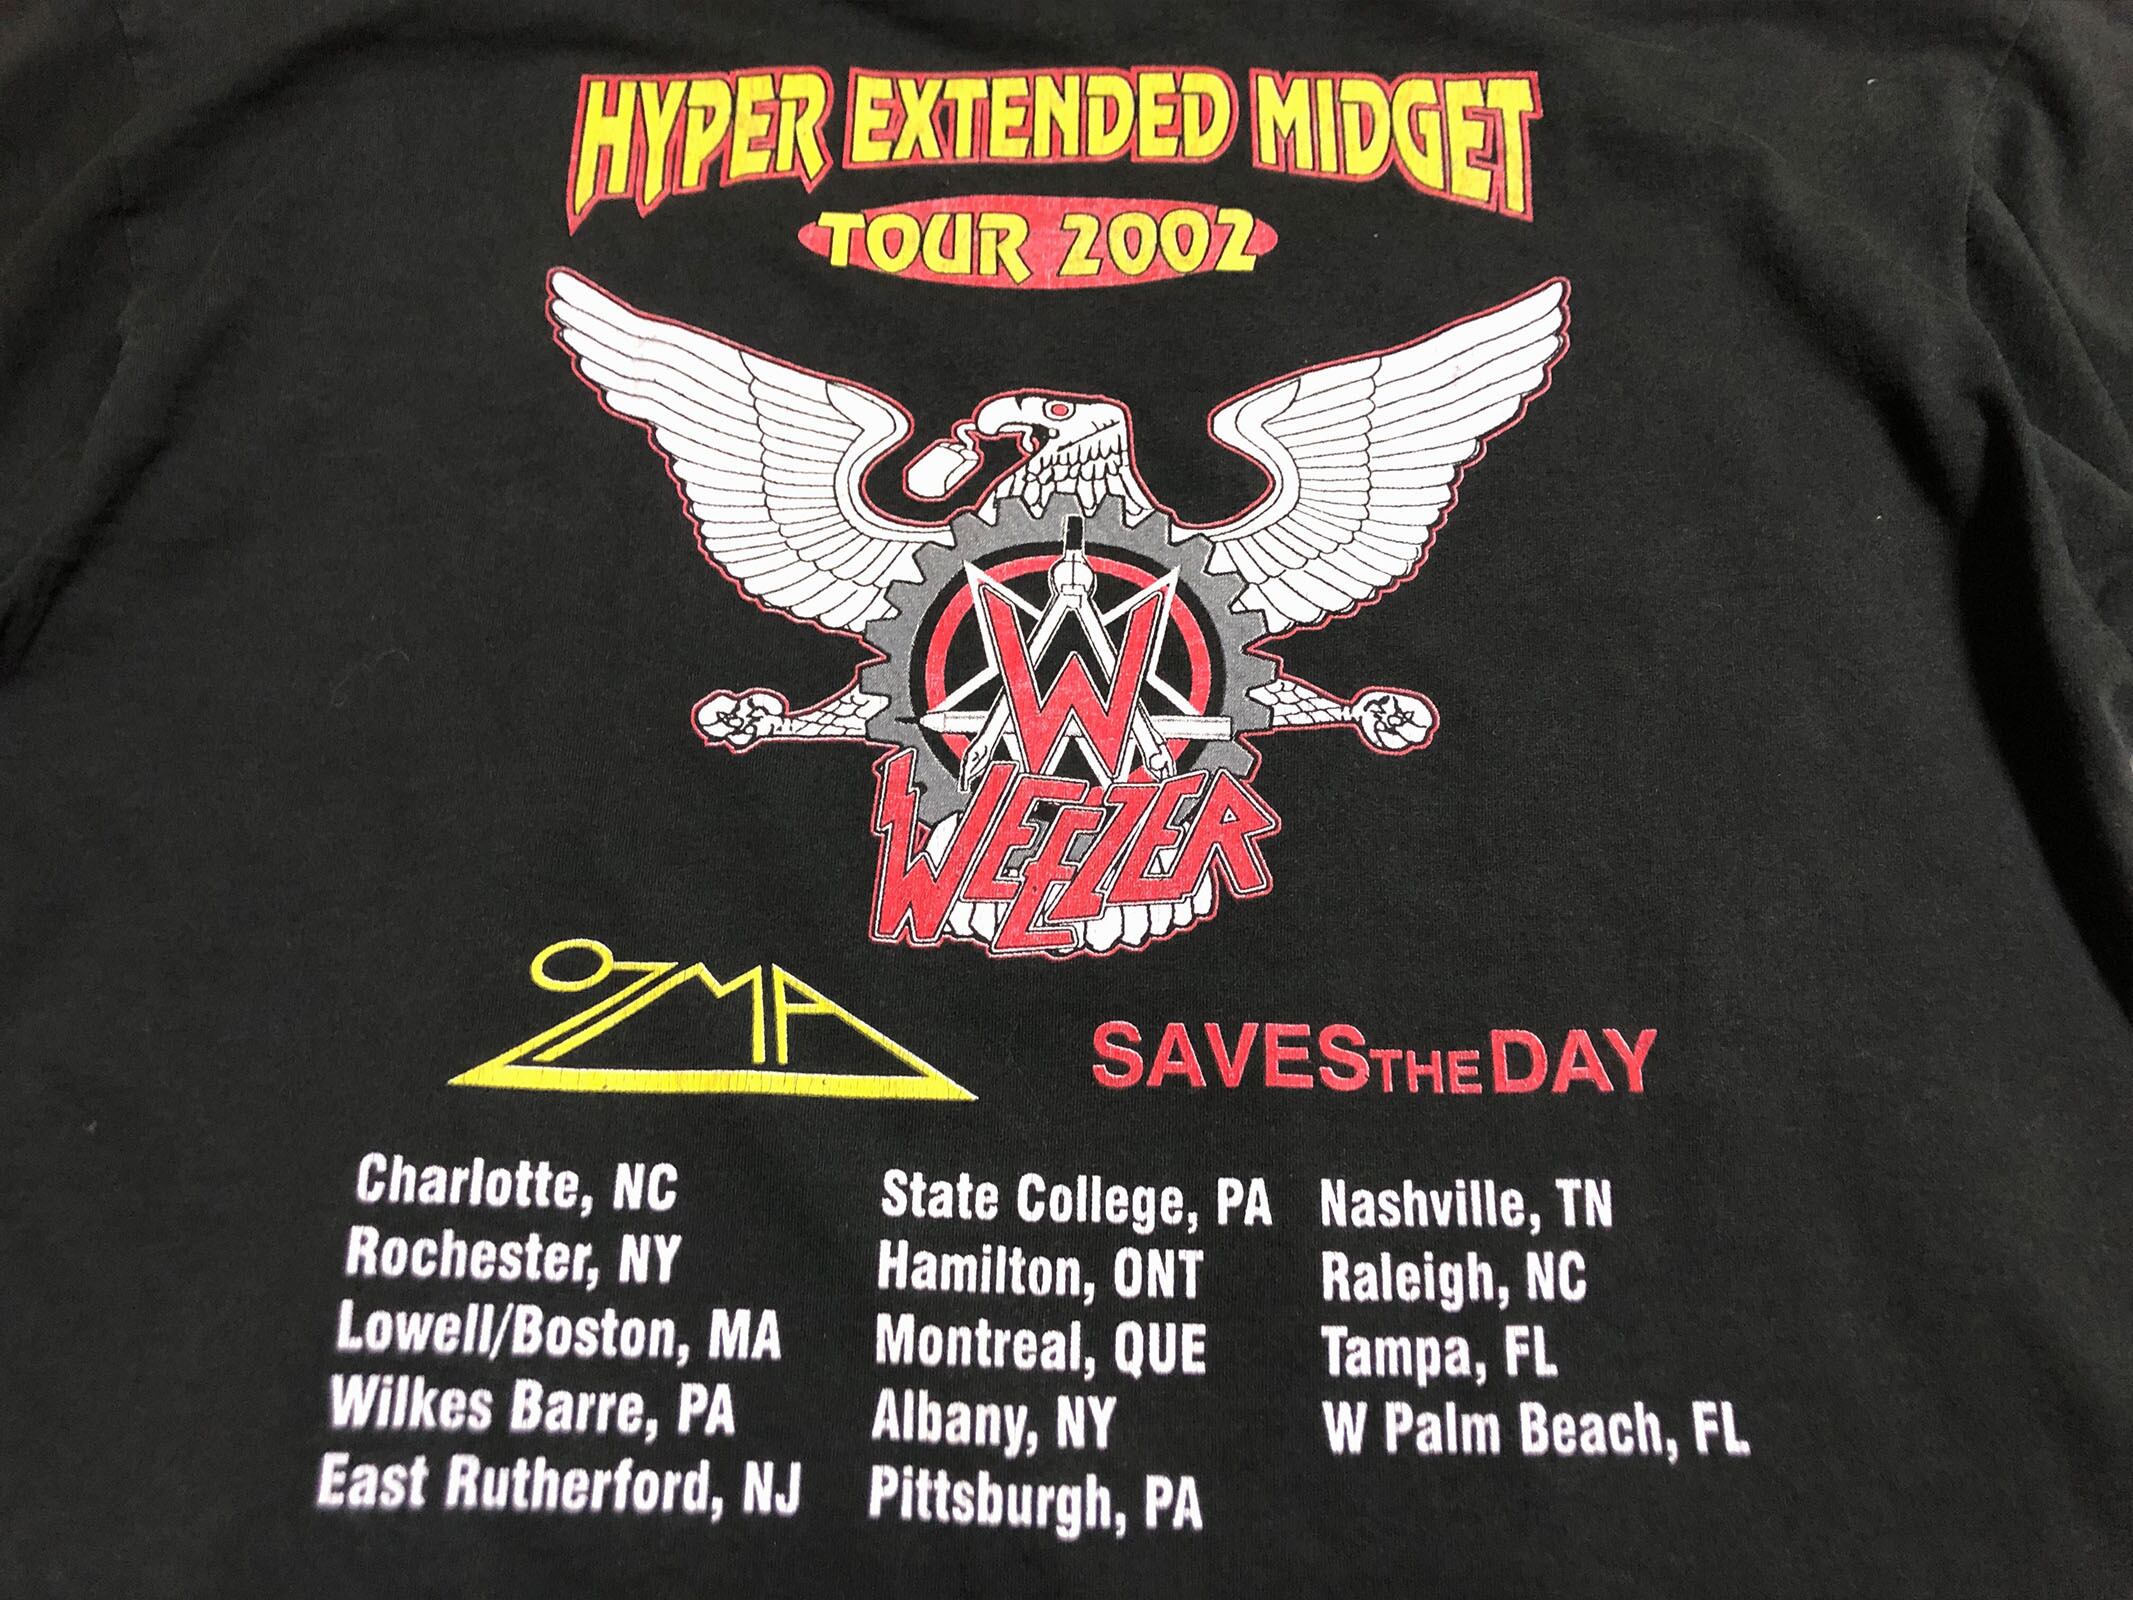 HYPER EXTENDED MIDGET
TOUR 2002
W
WEEZER
OZMA
SAVES THE DAY
Charlotte, NC
Rochester, NY
Lowell/Boston, MA
Wilkes Barre, PA
East Rutherford, NJ
State College, PA
Hamilton, ONT
Montreal, QUE
Albany, NY
Pittsburgh, PA
Nashville, TN
Raleigh, NC
Tampa, FL
W Palm Beach, FL